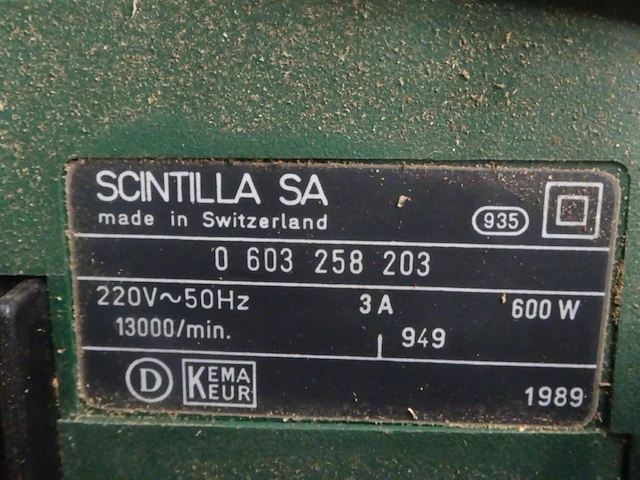 SCINTILLA SA
made in Switzerland
935
0 603 258 203
220V~50Hz 3 A 600 W
13000/min. 949
D KEMA KEUR 1989